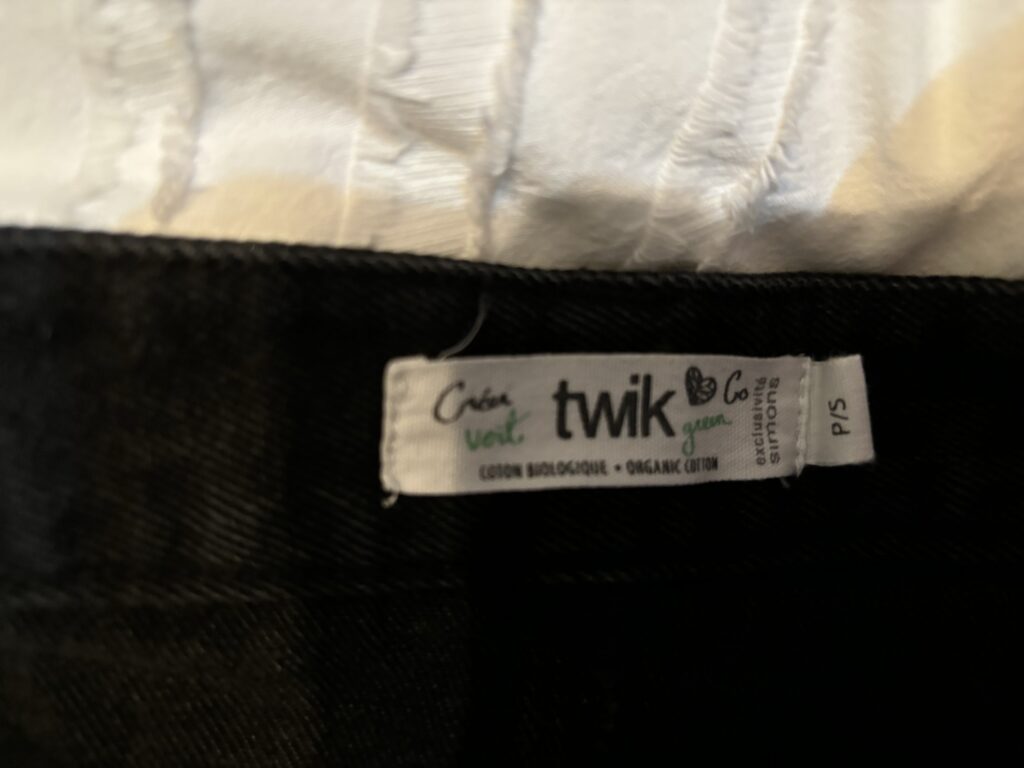 Créer vert
twik
Go green
exclusivité simons
COTON BIOLOGIQUE • ORGANIC COTTON
P/S